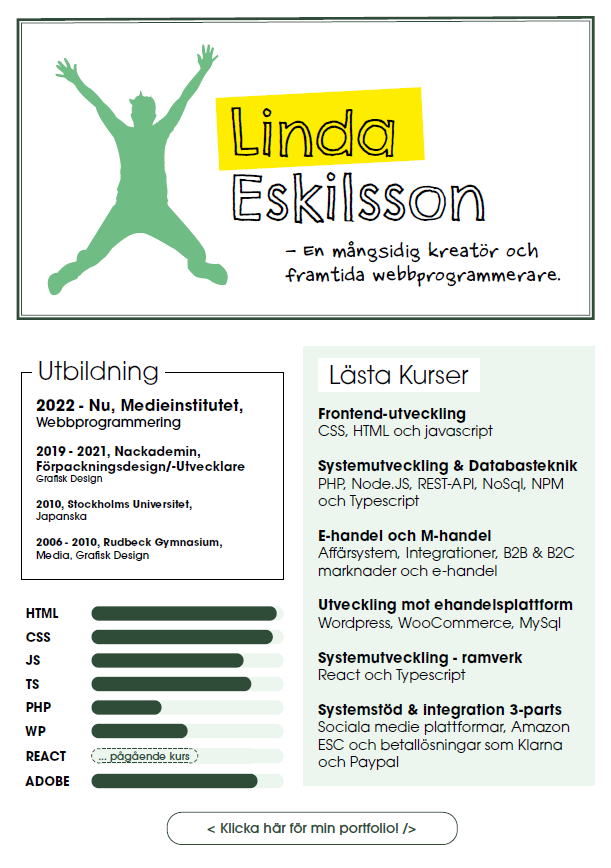 Linda
Eskilsson
- En mångsidig kreatör och
framtida webbprogrammerare.
Utbildning
2022 - Nu, Medieinstitutet,
Webbprogrammering
2019 - 2021, Nackademin,
Förpackningsdesign/-Utvecklare
Grafisk Design
2010, Stockholms Universitet,
Japanska
2006 - 2010, Rudbeck Gymnasium,
Media, Grafisk Design
HTML
CSS
JS
TS
PHP
WP
REACT
... pågående kurs
ADOBE
Lästa Kurser
Frontend-utveckling
CSS, HTML och javascript
Systemutveckling & Databasteknik
PHP, Node.JS, REST-API, NoSql, NPM
och Typescript
E-handel och M-handel
Affärsystem, Integrationer, B2B & B2C
marknader och e-handel
Utveckling mot ehandelsplattform
Wordpress, WooCommerce, MySql
Systemutveckling - ramverk
React och Typescript
Systemstöd & integration 3-parts
Sociala medie plattformar, Amazon
ESC och betallösningar som Klarna
och Paypal
< Klicka här för min portfolio! />